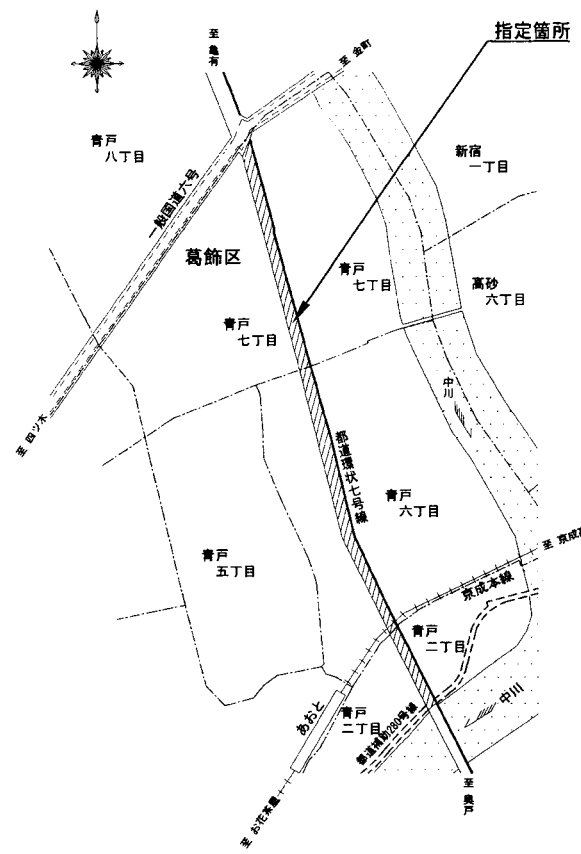 指定箇所
至 亀有
至 金町
青戸
八丁目
新宿
一丁目
一般国道六号
葛飾区
青戸
七丁目
高砂
六丁目
青戸
七丁目
中川
至 四ツ木
都道環状七号線
青戸
六丁目
青戸
五丁目
至 京成
京成本線
青戸
二丁目
中川
あおと
青戸
二丁目
都道補助280号線
至 奥戸
至 お花茶屋